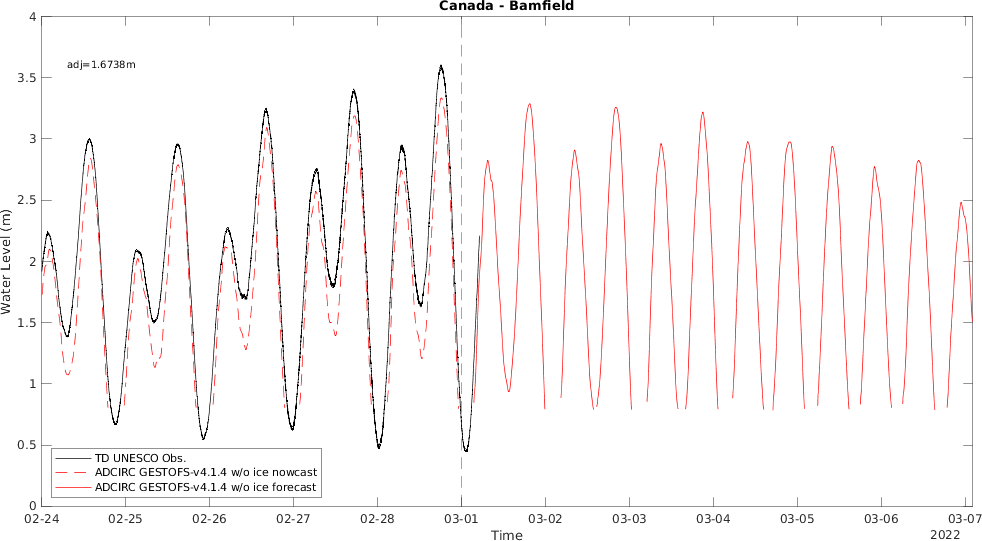 Canada - Bamfield
adj=1.6738m
Water Level (m)
4
3.5
3
2.5
2
1.5
1
0.5
0
TD UNESCO Obs.
ADCIRC GESTOFS-v4.1.4 w/o ice nowcast
ADCIRC GESTOFS-v4.1.4 w/o ice forecast
02-24 02-25 02-26 02-27 02-28 03-01 03-02 03-03 03-04 03-05 03-06 03-07
Time
2022